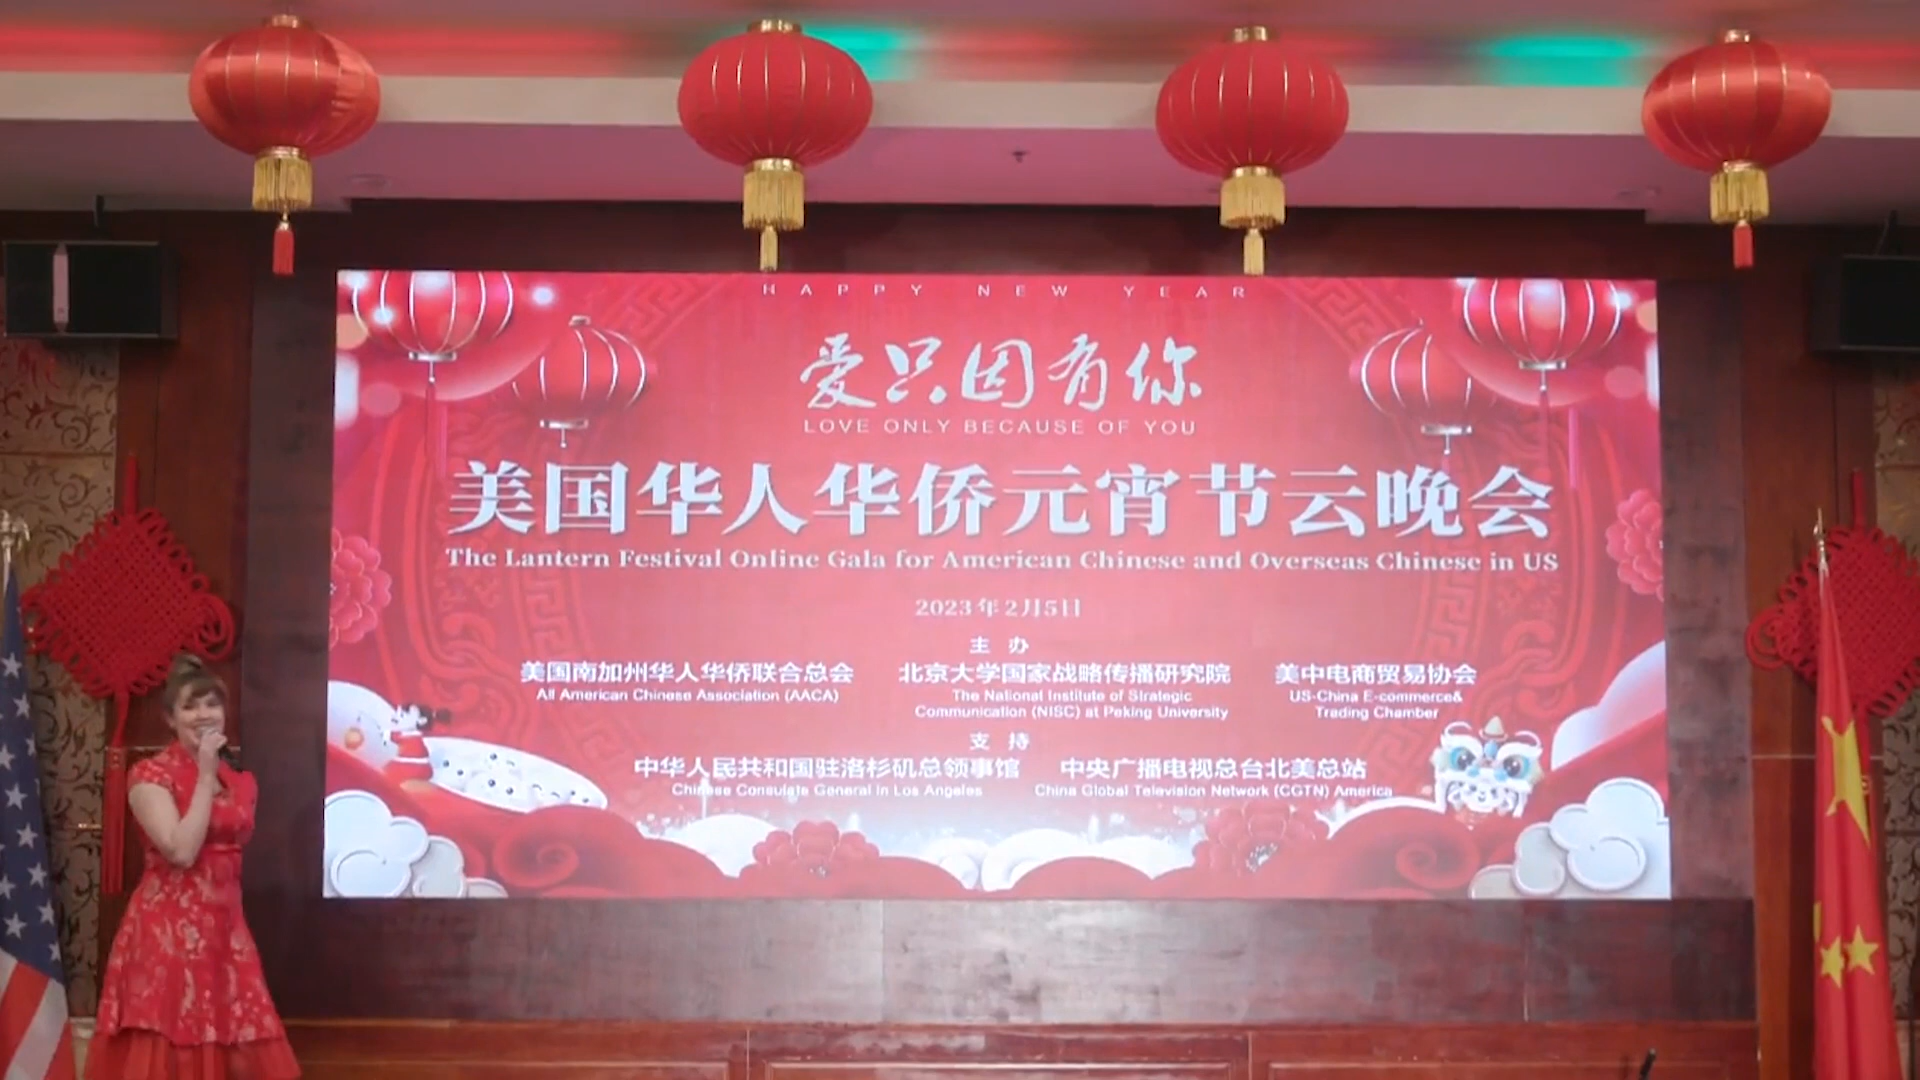 HAPPY NEW YEAR
爱只因有你
LOVE ONLY BECAUSE OF YOU
美国华人华侨元宵节云晚会
The Lantern Festival Online Gala for American Chinese and Overseas Chinese in US
2023年2月5日
主办
美国南加州华人华侨联合总会 北京大学国家战略传播研究院 美中电商贸易协会
All American Chinese Association (AACA) The National Institute of Strategic US-China E-commerce&
Communication (NISC) at Peking University Trading Chamber
支持
中华人民共和国驻洛杉矶总领事馆 中央广播电视总台北美总站
Chinese Consulate General in Los Angeles China Global Television Network (CGTN) America